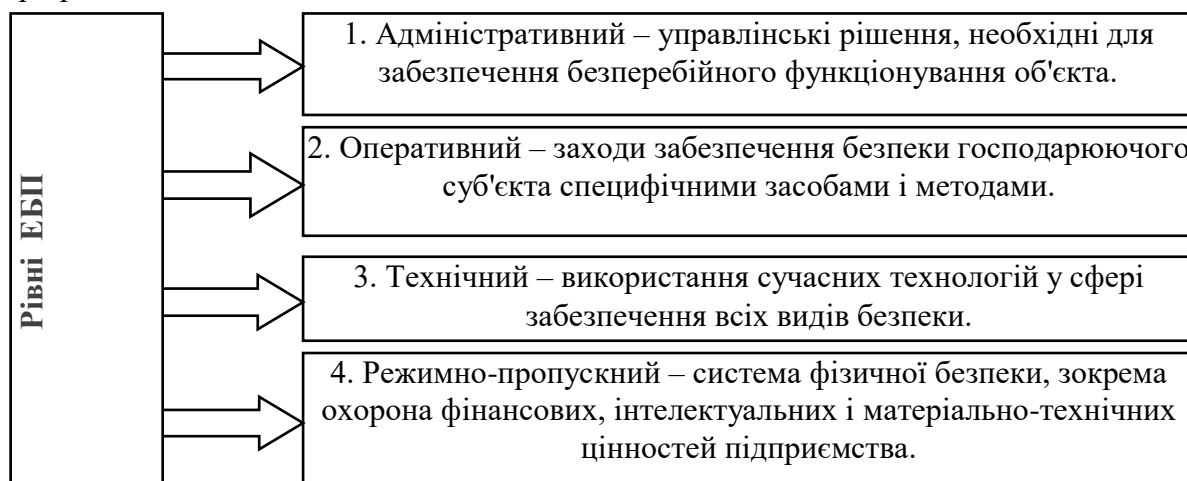 Рівні ЕБП
1. Адміністративний – управлінські рішення, необхідні для
забезпечення безперебійного функціонування об'єкта.
2. Оперативний – заходи забезпечення безпеки господарюючого
суб'єкта специфічними засобами і методами.
3. Технічний – використання сучасних технологій у сфері
забезпечення всіх видів безпеки.
4. Режимно-пропускний – система фізичної безпеки, зокрема
охорона фінансових, інтелектуальних і матеріально-технічних
цінностей підприємства.